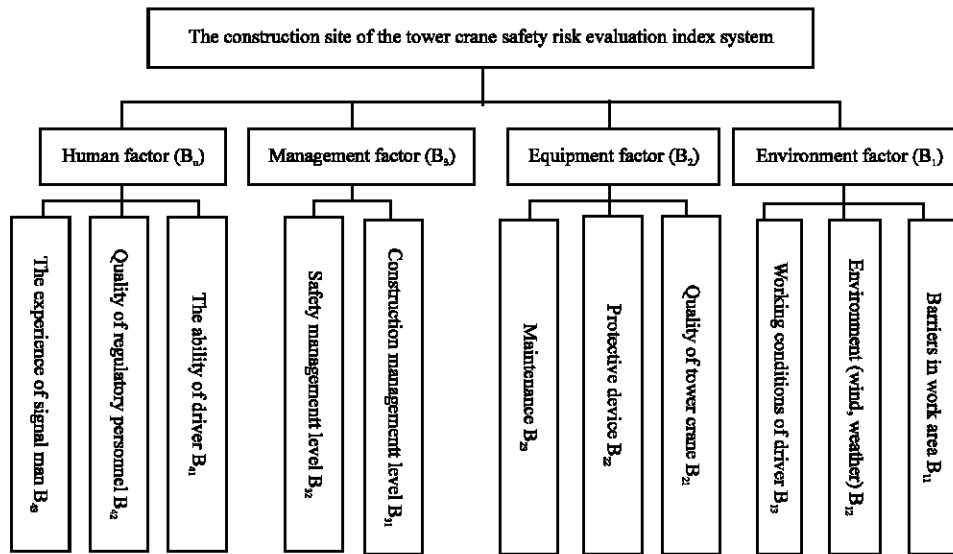 The construction site of the tower crane safety risk evaluation index system
Human factor (Bₙ)
Management factor (B₃)
Equipment factor (B₂)
Environment factor (B₁)
The experience of signal man B₄₃
Quality of regulatory personnel B₄₂
The ability of driver B₄₁
Safety managementt level B₃₂
Construction managementt level B₃₁
Maintenance B₂₃
Protective device B₂₂
Quality of tower crane B₂₁
Working conditions of driver B₁₃
Environment (wind, weather) B₁₂
Barriers in work area B₁₁